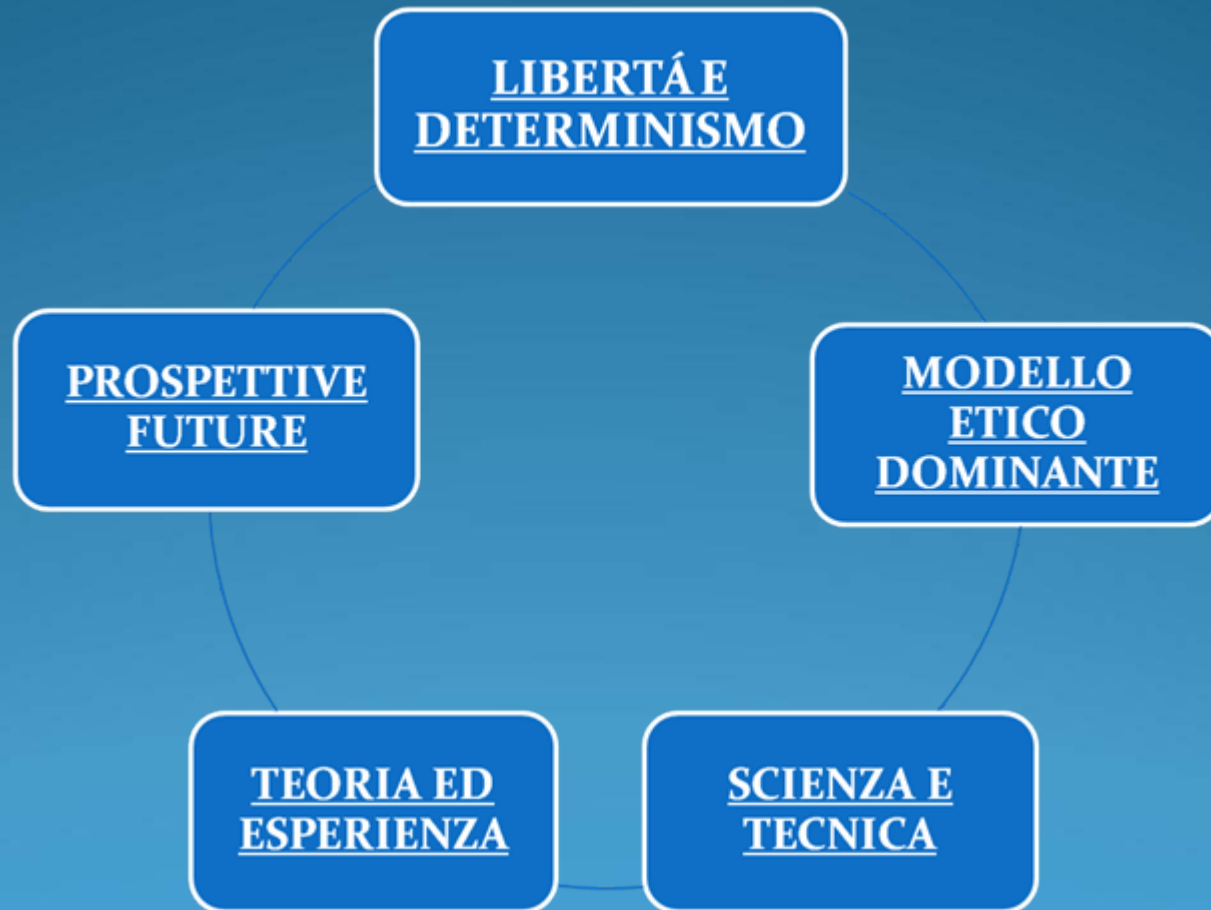 LIBERTÁ E
DETERMINISMO
PROSPETTIVE
FUTURE
MODELLO
ETICO
DOMINANTE
TEORIA ED
ESPERIENZA
SCIENZA E
TECNICA